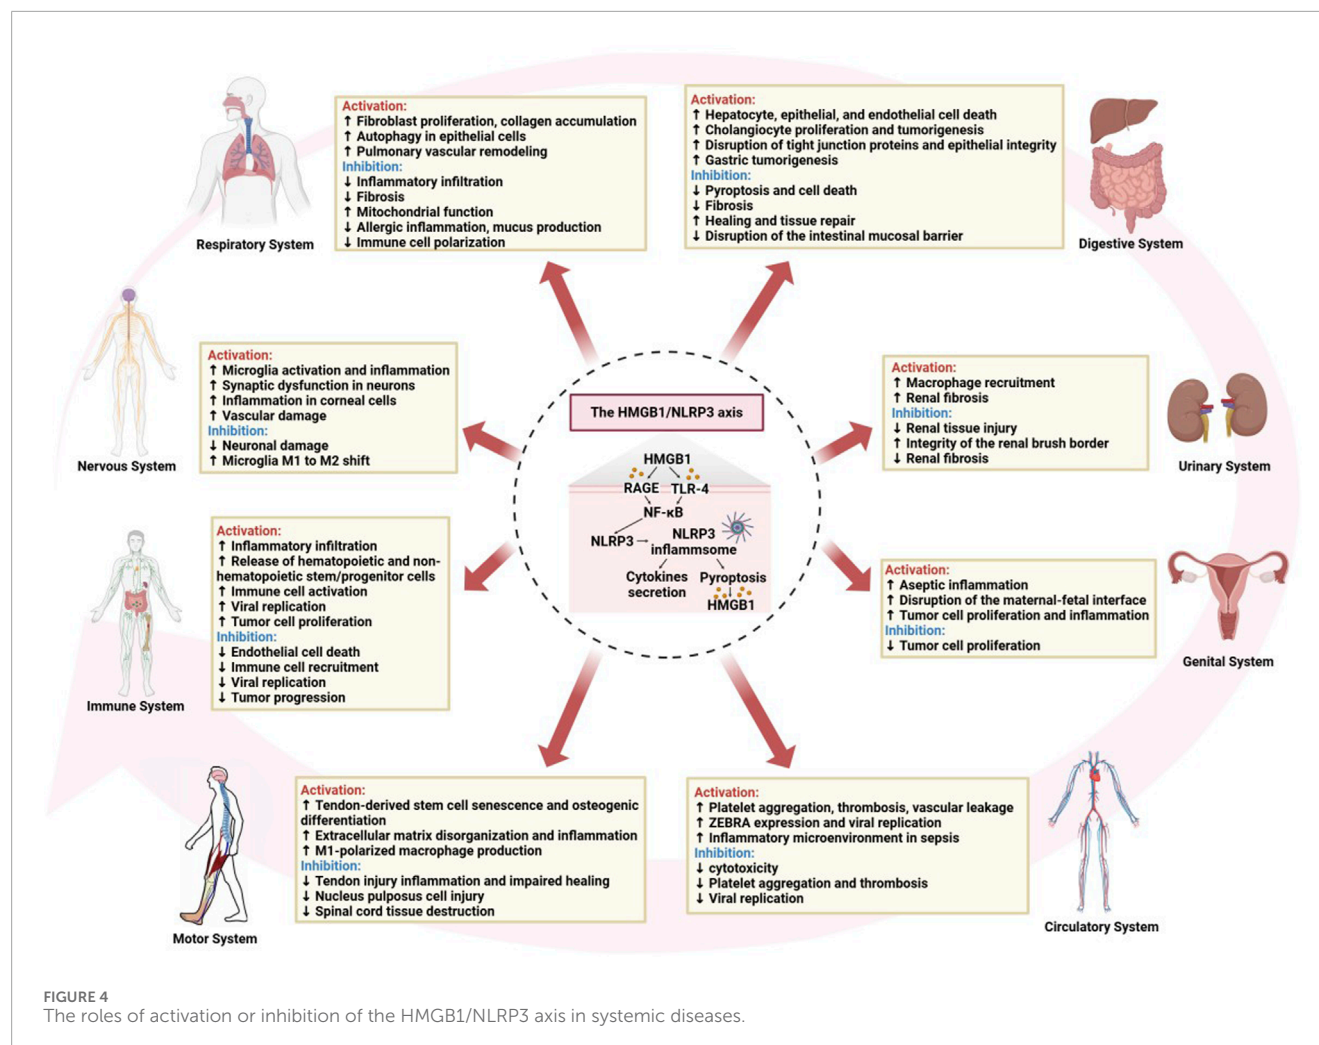 Activation:
↑ Fibroblast proliferation, collagen accumulation
↑ Autophagy in epithelial cells
↑ Pulmonary vascular remodeling
Inhibition:
↓ Inflammatory infiltration
↓ Fibrosis
↑ Mitochondrial function
↓ Allergic inflammation, mucus production
↓ Immune cell polarization
Respiratory System
Activation:
↑ Hepatocyte, epithelial, and endothelial cell death
↑ Cholangiocyte proliferation and tumorigenesis
↑ Disruption of tight junction proteins and epithelial integrity
↑ Gastric tumorigenesis
Inhibition:
↓ Pyroptosis and cell death
↓ Fibrosis
↑ Healing and tissue repair
↓ Disruption of the intestinal mucosal barrier
Digestive System
Activation:
↑ Microglia activation and inflammation
↑ Synaptic dysfunction in neurons
↑ Inflammation in corneal cells
↑ Vascular damage
Inhibition:
↓ Neuronal damage
↑ Microglia M1 to M2 shift
Nervous System
The HMGB1/NLRP3 axis
HMGB1
RAGE TLR-4
NF-κB
NLRP3
NLRP3
inflammsome
Cytokines
secretion
Pyroptosis
HMGB1
Activation:
↑ Macrophage recruitment
↑ Renal fibrosis
Inhibition:
↓ Renal tissue injury
↑ Integrity of the renal brush border
↓ Renal fibrosis
Urinary System
Activation:
↑ Inflammatory infiltration
↑ Release of hematopoietic and non-
hematopoietic stem/progenitor cells
↑ Immune cell activation
↑ Viral replication
↑ Tumor cell proliferation
Inhibition:
↓ Endothelial cell death
↓ Immune cell recruitment
↓ Viral replication
↓ Tumor progression
Immune System
Activation:
↑ Aseptic inflammation
↑ Disruption of the maternal-fetal interface
↑ Tumor cell proliferation and inflammation
Inhibition:
↓ Tumor cell proliferation
Genital System
Activation:
↑ Tendon-derived stem cell senescence and osteogenic
differentiation
↑ Extracellular matrix disorganization and inflammation
↑ M1-polarized macrophage production
Inhibition:
↓ Tendon injury inflammation and impaired healing
↓ Nucleus pulposus cell injury
↓ Spinal cord tissue destruction
Motor System
Activation:
↑ Platelet aggregation, thrombosis, vascular leakage
↑ ZEBRA expression and viral replication
↑ Inflammatory microenvironment in sepsis
Inhibition:
↓ cytotoxicity
↓ Platelet aggregation and thrombosis
↓ Viral replication
Circulatory System
FIGURE 4
The roles of activation or inhibition of the HMGB1/NLRP3 axis in systemic diseases.